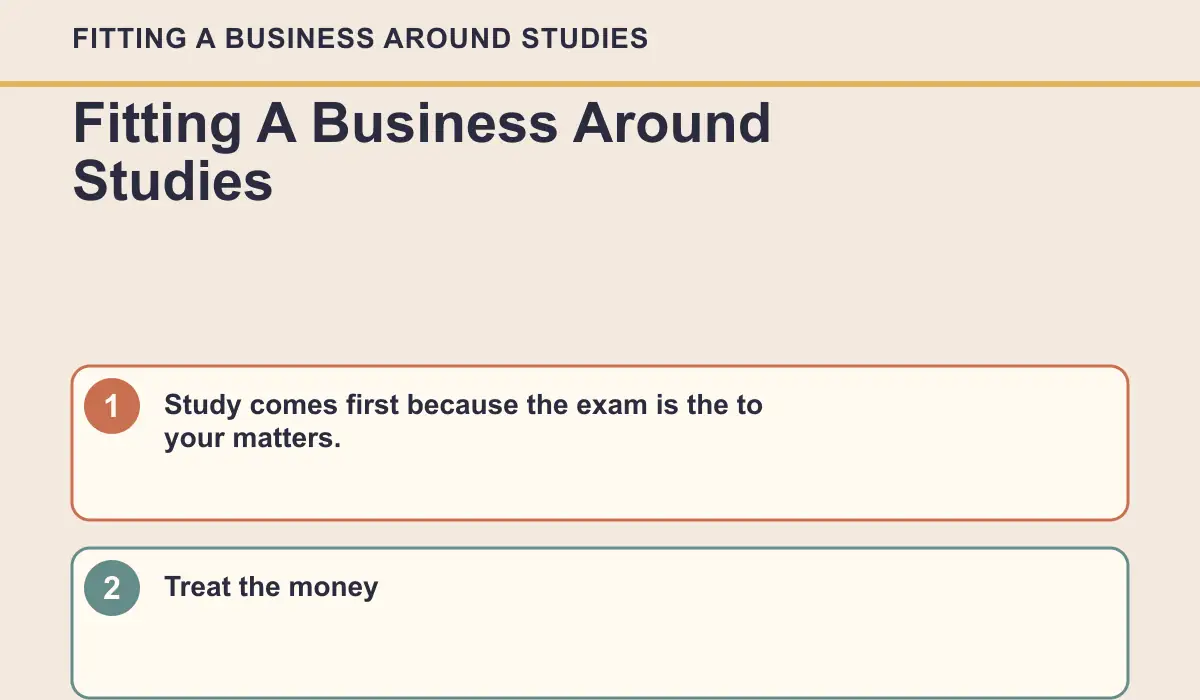 FITTING A BUSINESS AROUND STUDIES
Fitting A Business Around
Studies
1
Study comes first because the exam is the to
your matters.
2
Treat the money